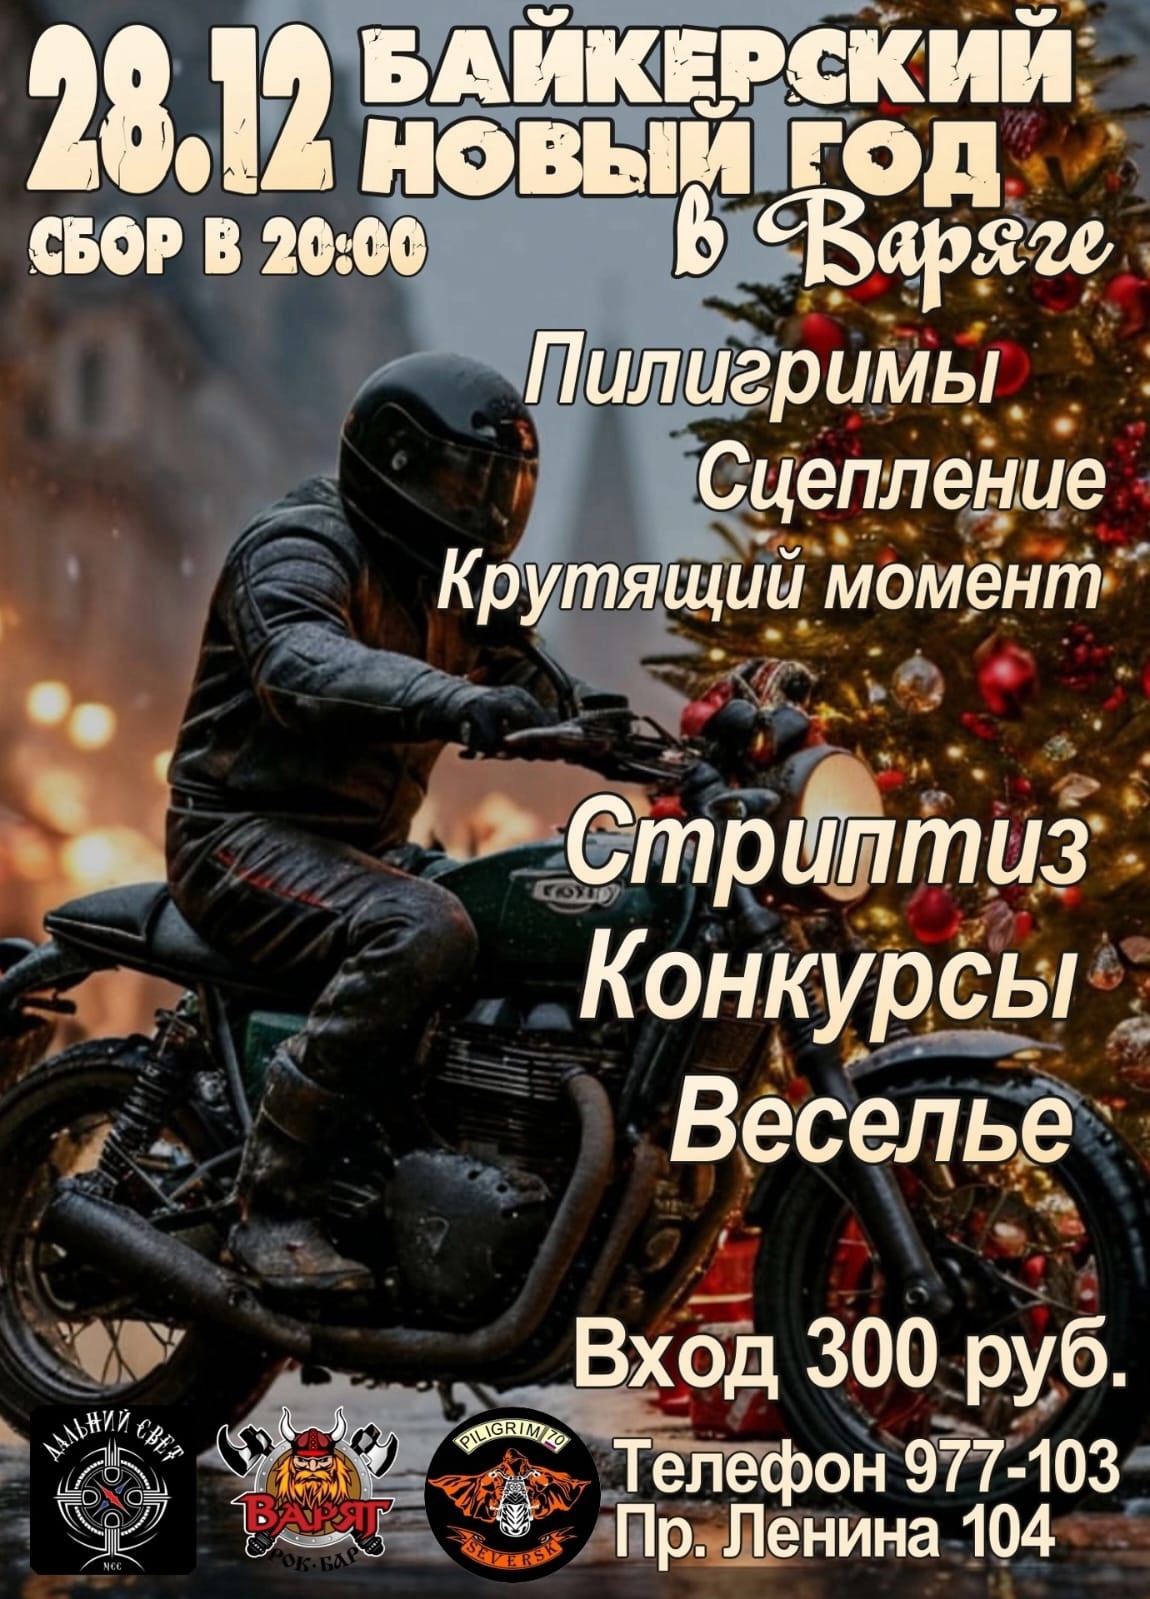 28.12
БАЙКЕРСКИЙ
НОВЫЙ ГОД
в Варяге
СБОР В 20:00
Пилигримы
Сцепление
Крутящий момент
Стриптиз
Конкурсы
Веселье
Вход 300 руб.
Телефон 977-103
Пр. Ленина 104
ДАЛЬНИЙ СВЕТ
МСС
ВАРЯГ
РОК·БАР
PILIGRIM 70
SEVERSK